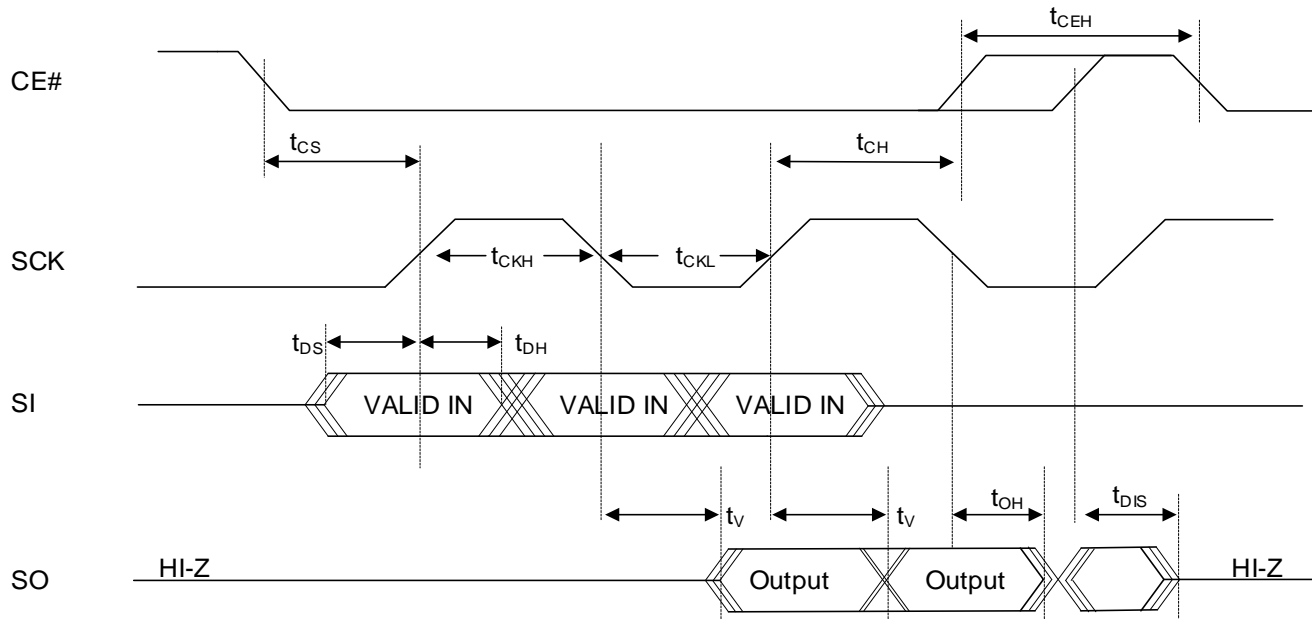 tCEH
CE#
tCS
tCH
SCK
tCKH
tCKL
tDS
tDH
SI
VALID IN
VALID IN
VALID IN
tV
tV
tOH
tDIS
SO
HI-Z
Output
Output
HI-Z